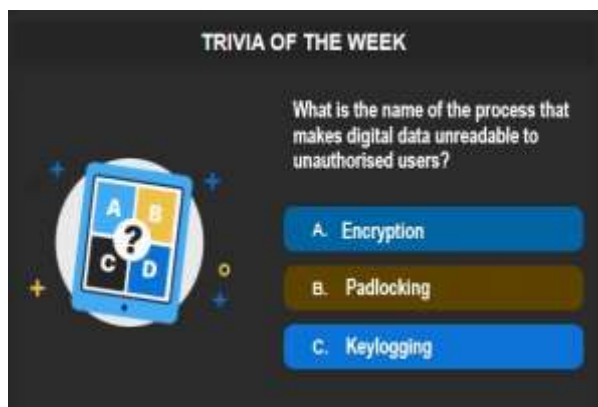 TRIVIA OF THE WEEK
What is the name of the process that
makes digital data unreadable to
unauthorised users?
A B
?
C D
A. Encryption
B. Padlocking
C. Keylogging